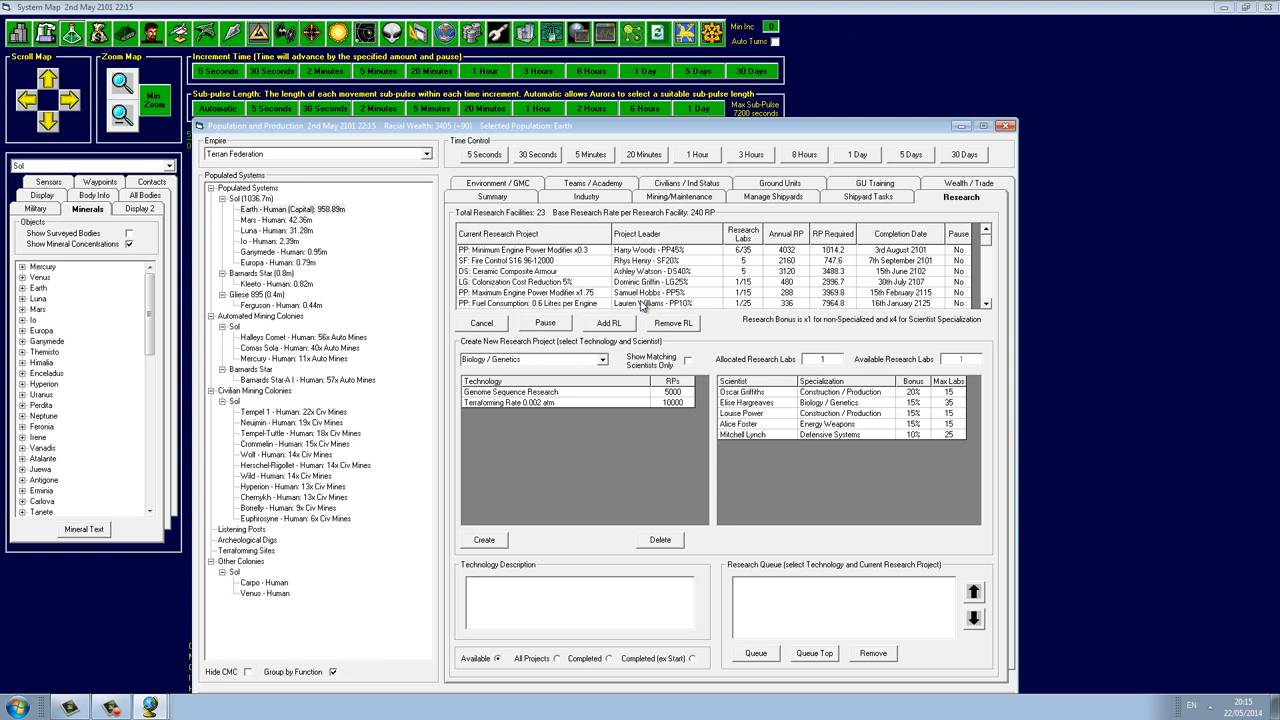 System Map  2nd May 2101 22:15
Min Inc 0
Auto Turns
Scroll Map
Zoom Map
Min Zoom
Increment Time (Time will advance by the specified amount and pause)
5 Seconds 30 Seconds 2 Minutes 5 Minutes 20 Minutes 1 Hour 3 Hours 8 Hours 1 Day 5 Days 30 Days
Sub-pulse Length: The length of each movement sub-pulse within each time increment. Automatic allows Aurora to select a suitable sub-pulse length
Automatic 5 Seconds 30 Seconds 2 Minutes 5 Minutes 20 Minutes 1 Hour 2 Hours 6 Hours 1 Day
Max Sub-Pulse
7200 seconds
Sol
Sensors Waypoints Contacts
Display Body Info All Bodies
Military Minerals Display 2
Objects
Show Surveyed Bodies
Show Mineral Concentrations
Mercury
Venus
Earth
Luna
Mars
Io
Europa
Ganymede
Themisto
Himalia
Enceladus
Hyperion
Uranus
Perdita
Neptune
Feronia
Irene
Vanadis
Atalante
Juewa
Antigone
Erminia
Carlova
Tanete
Mineral Text
Population and Production  2nd May 2101 22:15  Racial Wealth: 3405 (+90)  Selected Population: Earth
Empire
Terran Federation
Populated Systems
Populated Systems
Sol (1036.7m)
Earth - Human (Capital): 958.89m
Mars - Human: 42.36m
Luna - Human: 31.28m
Io - Human: 2.39m
Ganymede - Human: 0.95m
Europa - Human: 0.79m
Barnards Star (0.8m)
Kleeto - Human: 0.82m
Gliese 895 (0.4m)
Ferguson - Human: 0.44m
Automated Mining Colonies
Sol
Halleys Comet - Human: 56x Auto Mines
Comas Sola - Human: 40x Auto Mines
Mercury - Human: 11x Auto Mines
Barnards Star
Barnards Star-A I - Human: 57x Auto Mines
Civilian Mining Colonies
Sol
Tempel 1 - Human: 22x Civ Mines
Neujmin - Human: 19x Civ Mines
Tempel-Tuttle - Human: 18x Civ Mines
Crommelin - Human: 15x Civ Mines
Wolf - Human: 14x Civ Mines
Herschel-Rigollet - Human: 14x Civ Mines
Wild - Human: 14x Civ Mines
Hyperion - Human: 13x Civ Mines
Chernykh - Human: 13x Civ Mines
Borrelly - Human: 9x Civ Mines
Euphrosyne - Human: 6x Civ Mines
Listening Posts
Archeological Digs
Terraforming Sites
Other Colonies
Sol
Carpo - Human
Venus - Human
Hide CMC
Group by Function
Time Control
5 Seconds 30 Seconds 5 Minutes 20 Minutes 1 Hour 3 Hours 8 Hours 1 Day 5 Days 30 Days
Environment / GMC Teams / Academy Civilians / Ind Status Ground Units GU Training Wealth / Trade
Summary Industry Mining/Maintenance Manage Shipyards Shipyard Tasks Research
Total Research Facilities: 23  Base Research Rate per Research Facility: 240 RP
Current Research Project Project Leader Research Labs Annual RP RP Required Completion Date Pause
PP: Minimum Engine Power Modifier x0.3 Harry Woods - PP45% 6/35 4032 1014.2 3rd August 2101 No
SF: Fire Control S16 96-12000 Rhys Henry - SF20% 5 2160 747.6 7th September 2101 No
DS: Ceramic Composite Armour Ashley Watson - DS40% 5 3120 3488.3 15th June 2102 No
LG: Colonization Cost Reduction 5% Dominic Griffin - LG25% 1/15 480 2996.7 30th July 2107 No
PP: Maximum Engine Power Modifier x1.75 Samuel Hobbs - PP5% 1/15 288 3969.8 15th February 2115 No
PP: Fuel Consumption: 0.6 Litres per Engine Lauren Williams - PP10% 1/25 336 7964.8 16th January 2125 No
Cancel Pause Add RL Remove RL
Research Bonus is x1 for non-Specialized and x4 for Scientist Specialization
Create New Research Project (select Technology and Scientist)
Biology / Genetics
Show Matching Scientists Only
Allocated Research Labs 1
Available Research Labs 1
Technology RPs
Genome Sequence Research 5000
Terraforming Rate 0.002 atm 10000
Scientist Specialization Bonus Max Labs
Oscar Griffiths Construction / Production 20% 15
Elise Hargreaves Biology / Genetics 15% 35
Louise Power Construction / Production 15% 15
Alice Foster Energy Weapons 15% 15
Mitchell Lynch Defensive Systems 10% 25
Create Delete
Technology Description
Research Queue (select Technology and Current Research Project)
Available All Projects Completed Completed (ex Start)
Queue Queue Top Remove
EN
20:15
22/05/2014